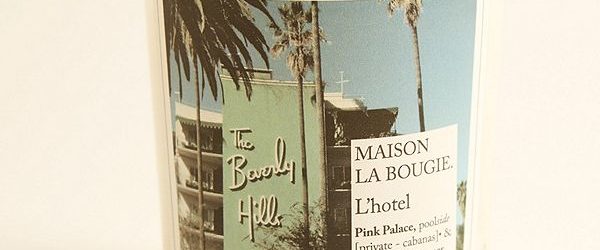 The
Beverly
Hills
MAISON
LA BOUGIE.
L'hotel
Pink Palace, poolside
[private - cabanas]• &